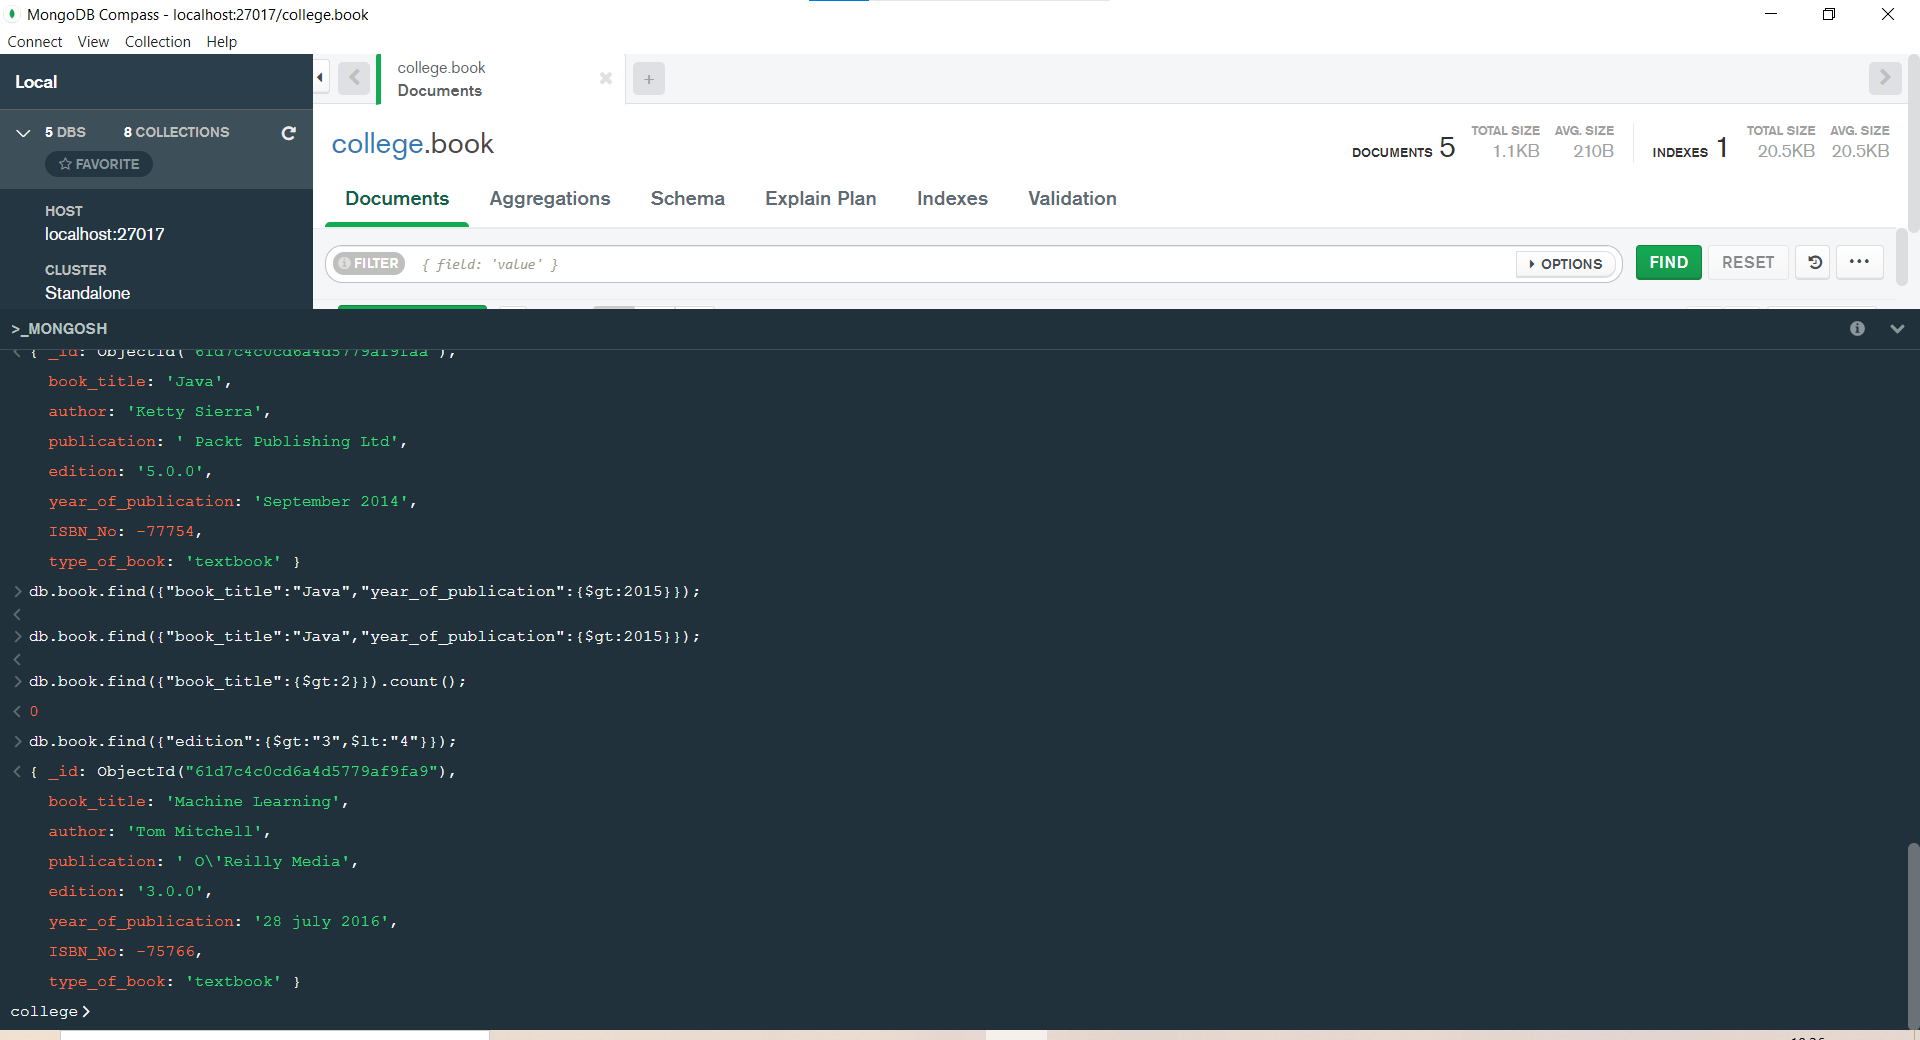 MongoDB Compass - localhost:27017/college.book
Connect View Collection Help
Local
college.book
Documents
5 DBS 8 COLLECTIONS
FAVORITE
HOST
localhost:27017
CLUSTER
Standalone
college.book
DOCUMENTS 5 TOTAL SIZE 1.1KB AVG. SIZE 210B INDEXES 1 TOTAL SIZE 20.5KB AVG. SIZE 20.5KB
Documents Aggregations Schema Explain Plan Indexes Validation
FILTER { field: 'value' } OPTIONS FIND RESET ...
>_MONGOSH
{ _id: ObjectId("61d7c4c0cd6a4d5779af9faa"),
book_title: 'Java',
author: 'Ketty Sierra',
publication: ' Packt Publishing Ltd',
edition: '5.0.0',
year_of_publication: 'September 2014',
ISBN_No: -77754,
type_of_book: 'textbook' }
> db.book.find({"book_title":"Java","year_of_publication":{$gt:2015}});
<
> db.book.find({"book_title":"Java","year_of_publication":{$gt:2015}});
<
> db.book.find({"book_title":{$gt:2}}).count();
< 0
> db.book.find({"edition":{$gt:"3",$lt:"4"}});
< { _id: ObjectId("61d7c4c0cd6a4d5779af9fa9"),
book_title: 'Machine Learning',
author: 'Tom Mitchell',
publication: ' O\'Reilly Media',
edition: '3.0.0',
year_of_publication: '28 july 2016',
ISBN_No: -75766,
type_of_book: 'textbook' }
college>